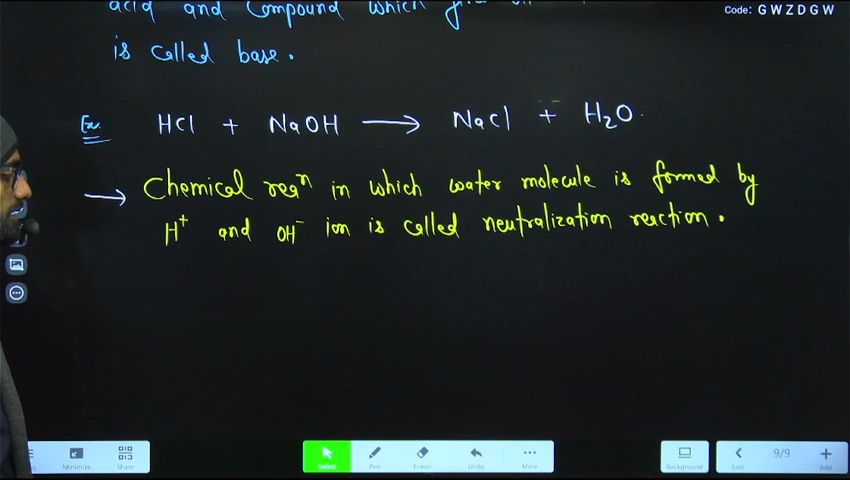 acid and Compound which
Code: G W Z D G W
is called base.
Ex. HCl + NaOH → NaCl + H₂O.
→ Chemical reaⁿ in which water molecule is formed by
H⁺ and OH⁻ ion is called neutralization reaction.
Minimize
Share
Select
Pen
Eraser
Undo
More
Background
Last
9/9
Add